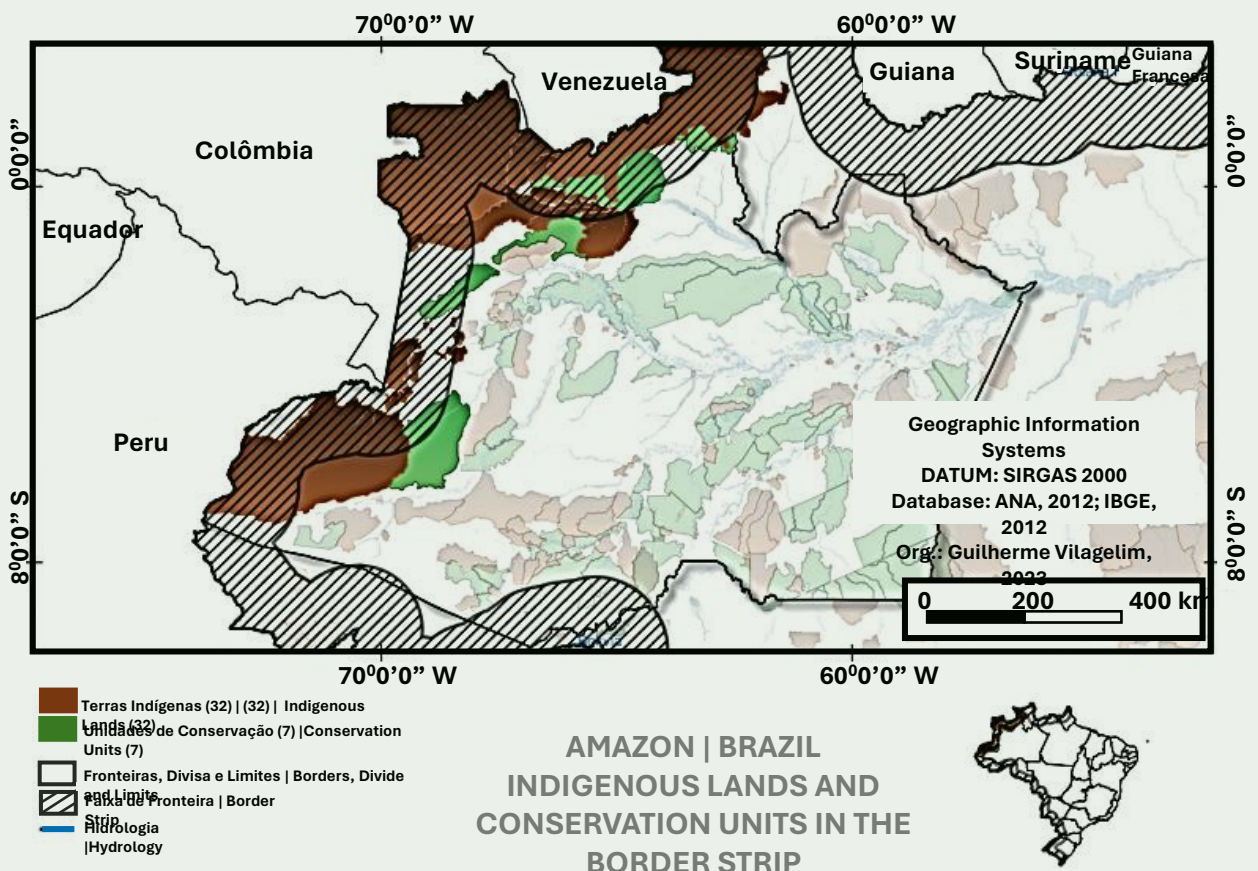 70⁰0’0” W
60⁰0’0” W
Venezuela
Guiana
Suriname
Guiana
Francesa
Colômbia
0⁰0’0”
0⁰0’0”
Equador
Peru
8⁰0’0” S
8⁰0’0” S
Geographic Information
Systems
DATUM: SIRGAS 2000
Database: ANA, 2012; IBGE,
2012
Org.: Guilherme Vilagelim,
2023
0
200
400 km
70⁰0’0” W
60⁰0’0” W
Terras Indígenas (32) | (32) | Indigenous
Lands (32)
Unidades de Conservação (7) |Conservation
Units (7)
Fronteiras, Divisa e Limites | Borders, Divide
and Limits
Faixa de Fronteira | Border
Strip
Hidrologia
|Hydrology
AMAZON | BRAZIL
INDIGENOUS LANDS AND
CONSERVATION UNITS IN THE
BORDER STRIP